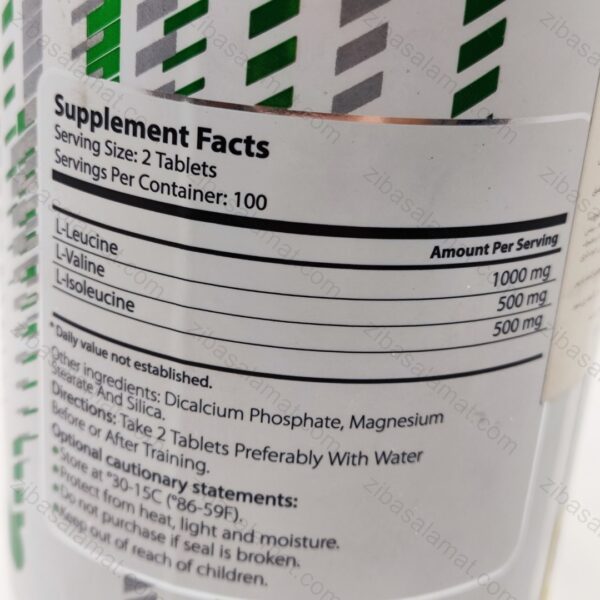 Supplement Facts
Serving Size: 2 Tablets
Servings Per Container: 100
Amount Per Serving
L-Leucine 1000 mg
L-Valine 500 mg
L-Isoleucine 500 mg
* Daily value not established.
Other ingredients: Dicalcium Phosphate, Magnesium
Stearate And Silica.
Directions: Take 2 Tablets Preferably With Water
Before or After Training.
Optional cautionary statements:
• Store at °30-15C (°86-59F).
• Protect from heat, light and moisture.
• Do not purchase if seal is broken.
• Keep out of reach of children.
zibasalamat.com